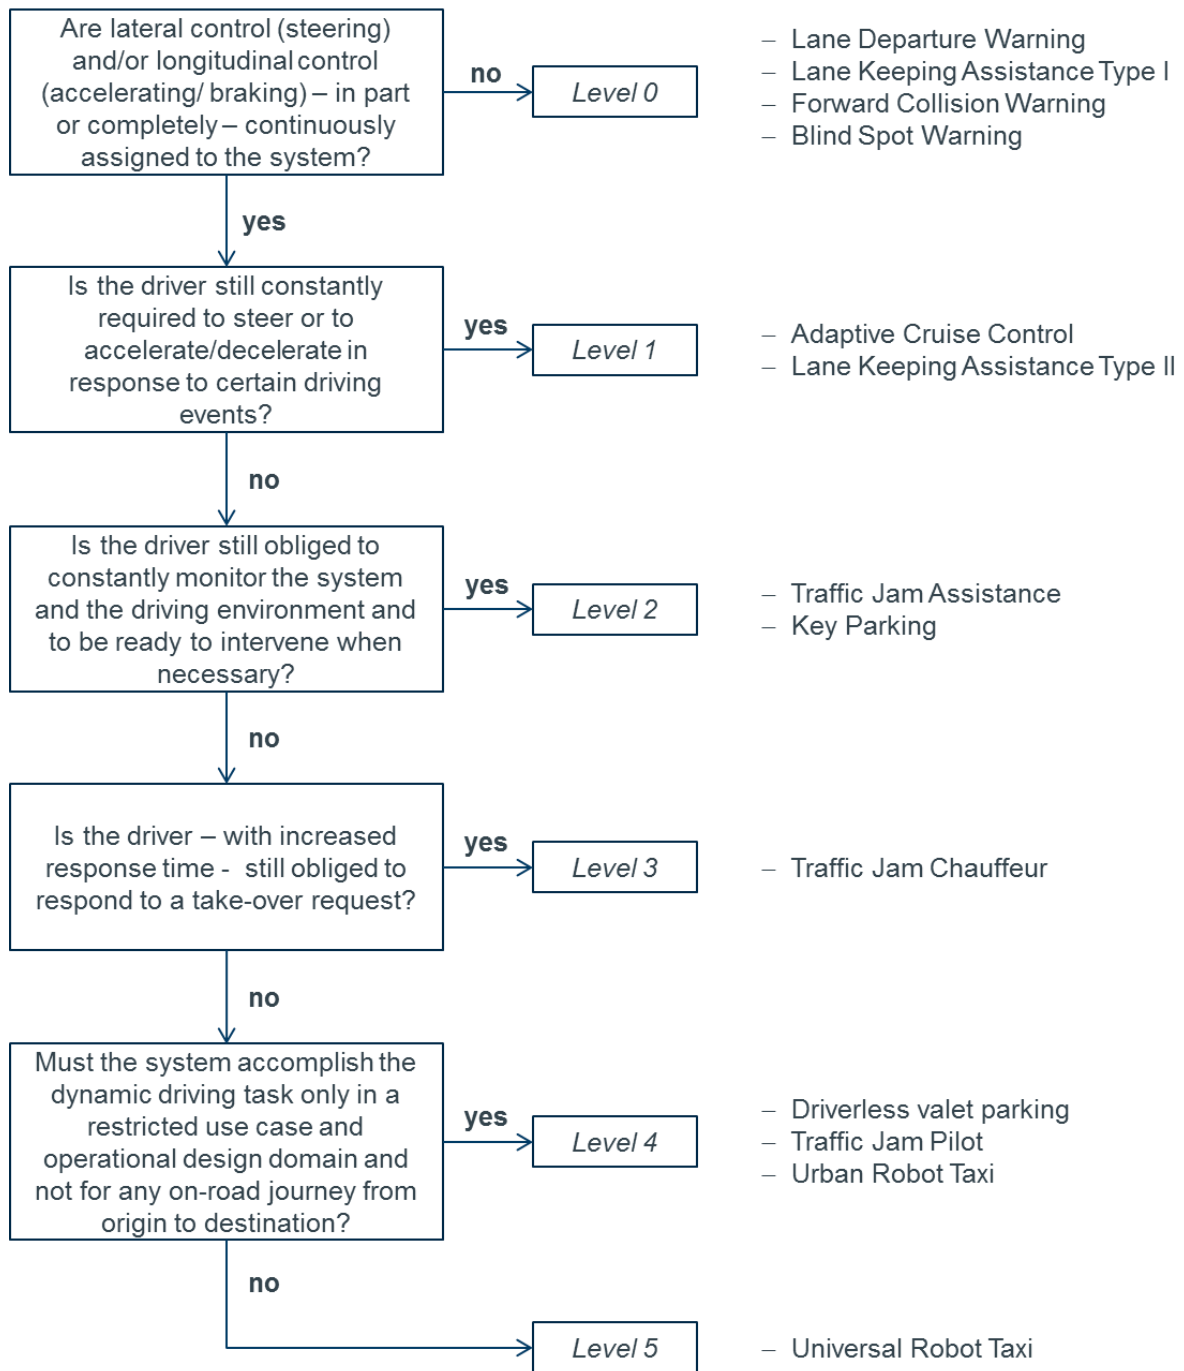 Are lateral control (steering)
and/or longitudinal control
(accelerating/ braking) – in part
or completely – continuously
assigned to the system?
no
Level 0
– Lane Departure Warning
– Lane Keeping Assistance Type I
– Forward Collision Warning
– Blind Spot Warning
yes
Is the driver still constantly
required to steer or to
accelerate/decelerate in
response to certain driving
events?
yes
Level 1
– Adaptive Cruise Control
– Lane Keeping Assistance Type II
no
Is the driver still obliged to
constantly monitor the system
and the driving environment and
to be ready to intervene when
necessary?
yes
Level 2
– Traffic Jam Assistance
– Key Parking
no
Is the driver – with increased
response time - still obliged to
respond to a take-over request?
yes
Level 3
– Traffic Jam Chauffeur
no
Must the system accomplish the
dynamic driving task only in a
restricted use case and
operational design domain and
not for any on-road journey from
origin to destination?
yes
Level 4
– Driverless valet parking
– Traffic Jam Pilot
– Urban Robot Taxi
no
Level 5
– Universal Robot Taxi